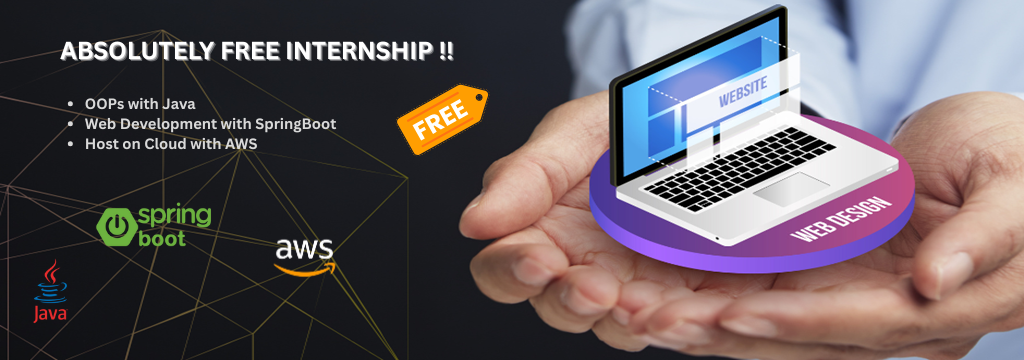 ABSOLUTELY FREE INTERNSHIP !!
• OOPs with Java
• Web Development with SpringBoot
• Host on Cloud with AWS
FREE
WEBSITE
WEB DESIGN
spring
boot
aws
Java